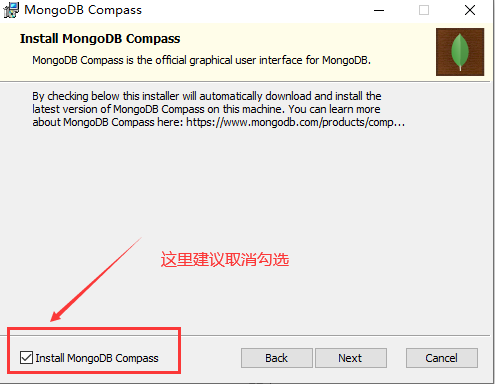 MongoDB Compass
Install MongoDB Compass
MongoDB Compass is the official graphical user interface for MongoDB.
By checking below this installer will automatically download and install the
latest version of MongoDB Compass on this machine. You can learn more
about MongoDB Compass here: https://www.mongodb.com/products/comp...
这里建议取消勾选
Install MongoDB Compass
Back
Next
Cancel